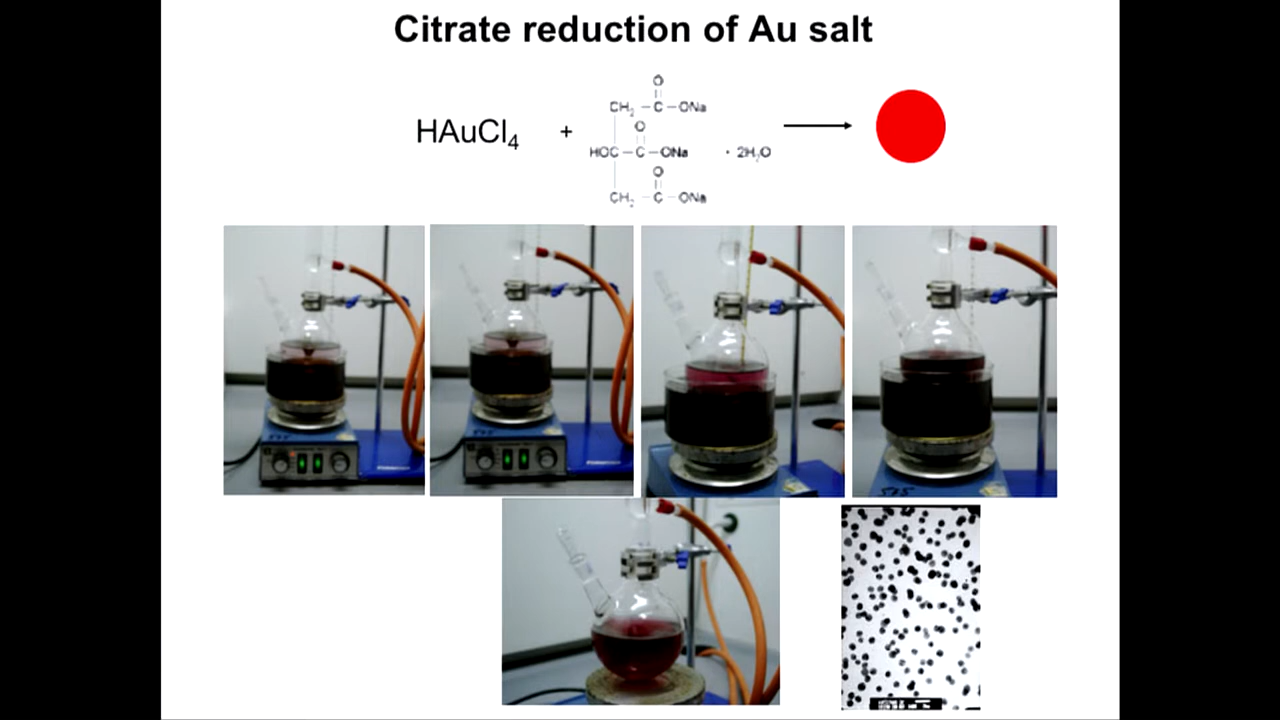 Citrate reduction of Au salt
O
CH₂ – C – ONa
O
HAuCl₄ + HOC – C – ONa · 2H₂O
O
CH₂ – C – ONa